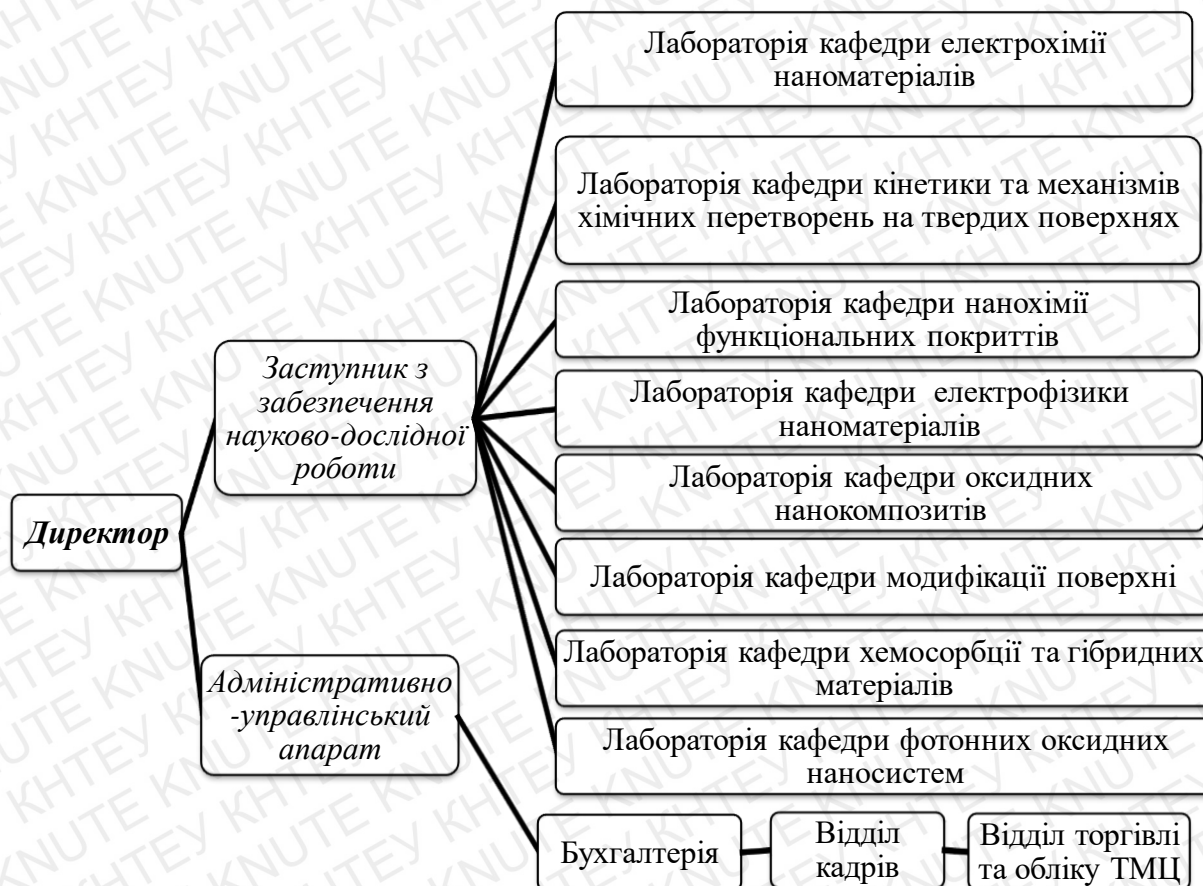 Лабораторія кафедри електрохімії
наноматеріалів
Лабораторія кафедри кінетики та механізмів
хімічних перетворень на твердих поверхнях
Лабораторія кафедри нанохімії
функціональних покриттів
Заступник з
забезпечення
науково-дослідної
роботи
Лабораторія кафедри електрофізики
наноматеріалів
Лабораторія кафедри оксидних
нанокомпозитів
Директор
Лабораторія кафедри модифікації поверхні
Лабораторія кафедри хемосорбції та гібридних
матеріалів
Адміністративно
-управлінський
апарат
Лабораторія кафедри фотонних оксидних
наносистем
Бухгалтерія
Відділ
кадрів
Відділ торгівлі
та обліку ТМЦ